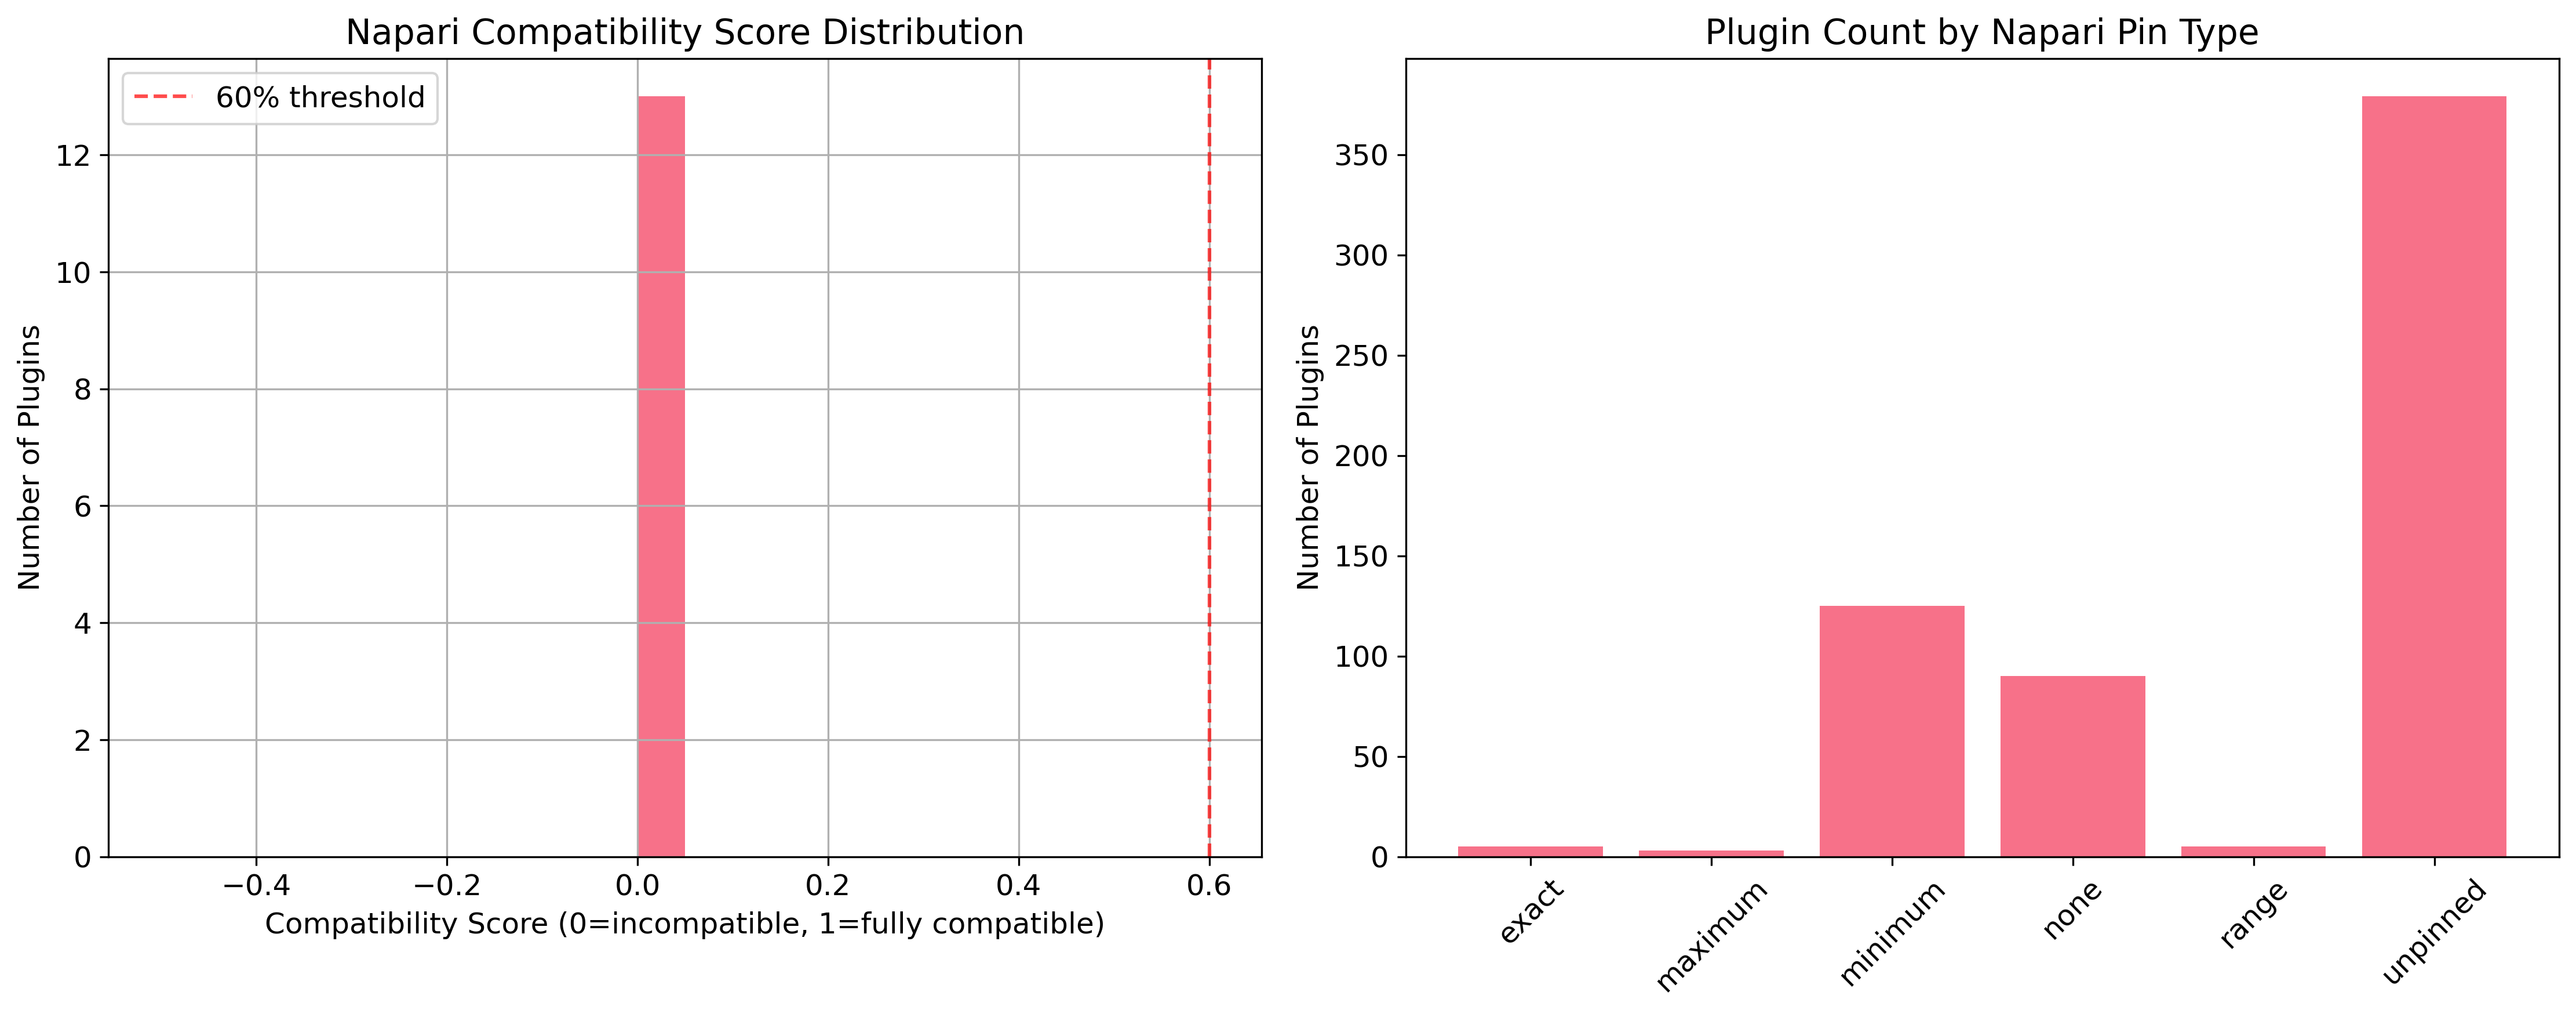 Napari Compatibility Score Distribution
60% threshold
Number of Plugins
12
10
8
6
4
2
0
−0.4
−0.2
0.0
0.2
0.4
0.6
Compatibility Score (0=incompatible, 1=fully compatible)
Plugin Count by Napari Pin Type
Number of Plugins
350
300
250
200
150
100
50
0
exact
maximum
minimum
none
range
unpinned